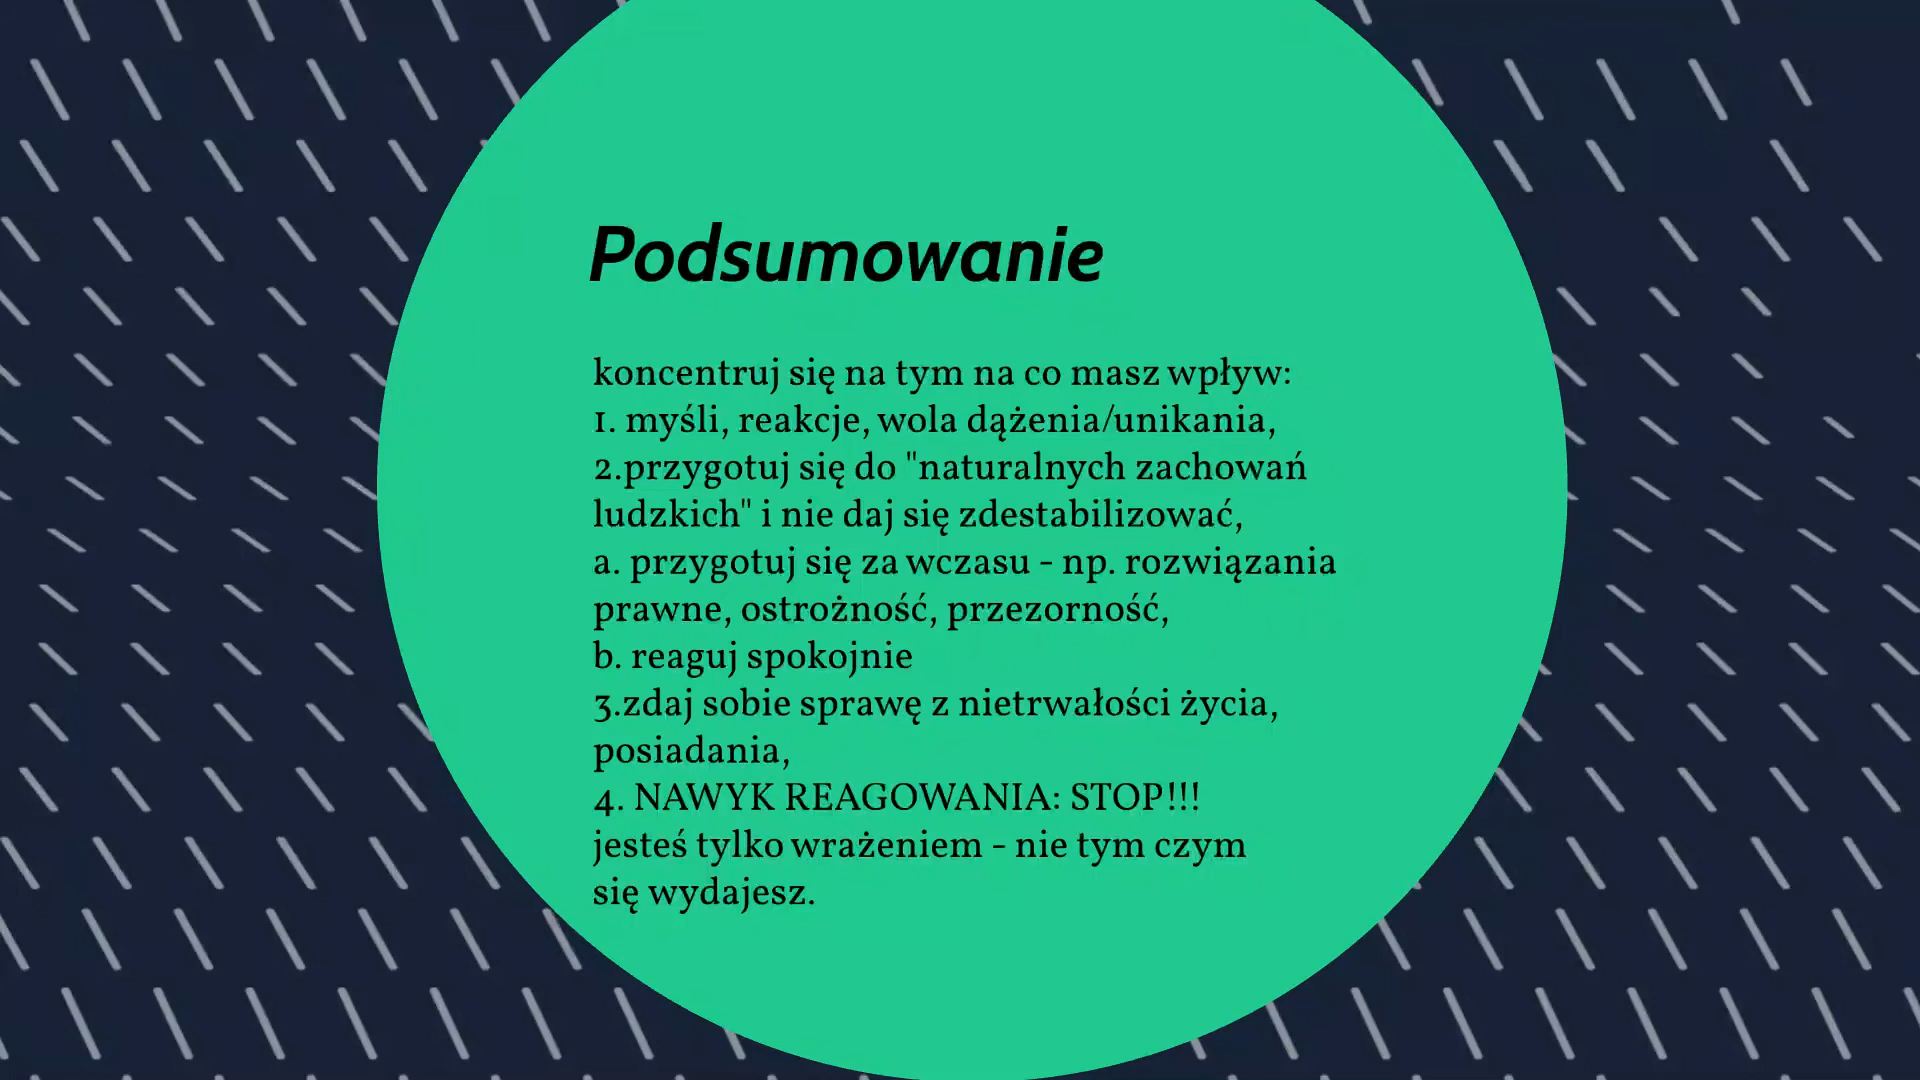 Podsumowanie
koncentruj się na tym na co masz wpływ:
1. myśli, reakcje, wola dążenia/unikania,
2.przygotuj się do "naturalnych zachowań
ludzkich" i nie daj się zdestabilizować,
a. przygotuj się za wczasu - np. rozwiązania
prawne, ostrożność, przezorność,
b. reaguj spokojnie
3.zdaj sobie sprawę z nietrwałości życia,
posiadania,
4. NAWYK REAGOWANIA: STOP!!!
jesteś tylko wrażeniem - nie tym czym
się wydajesz.